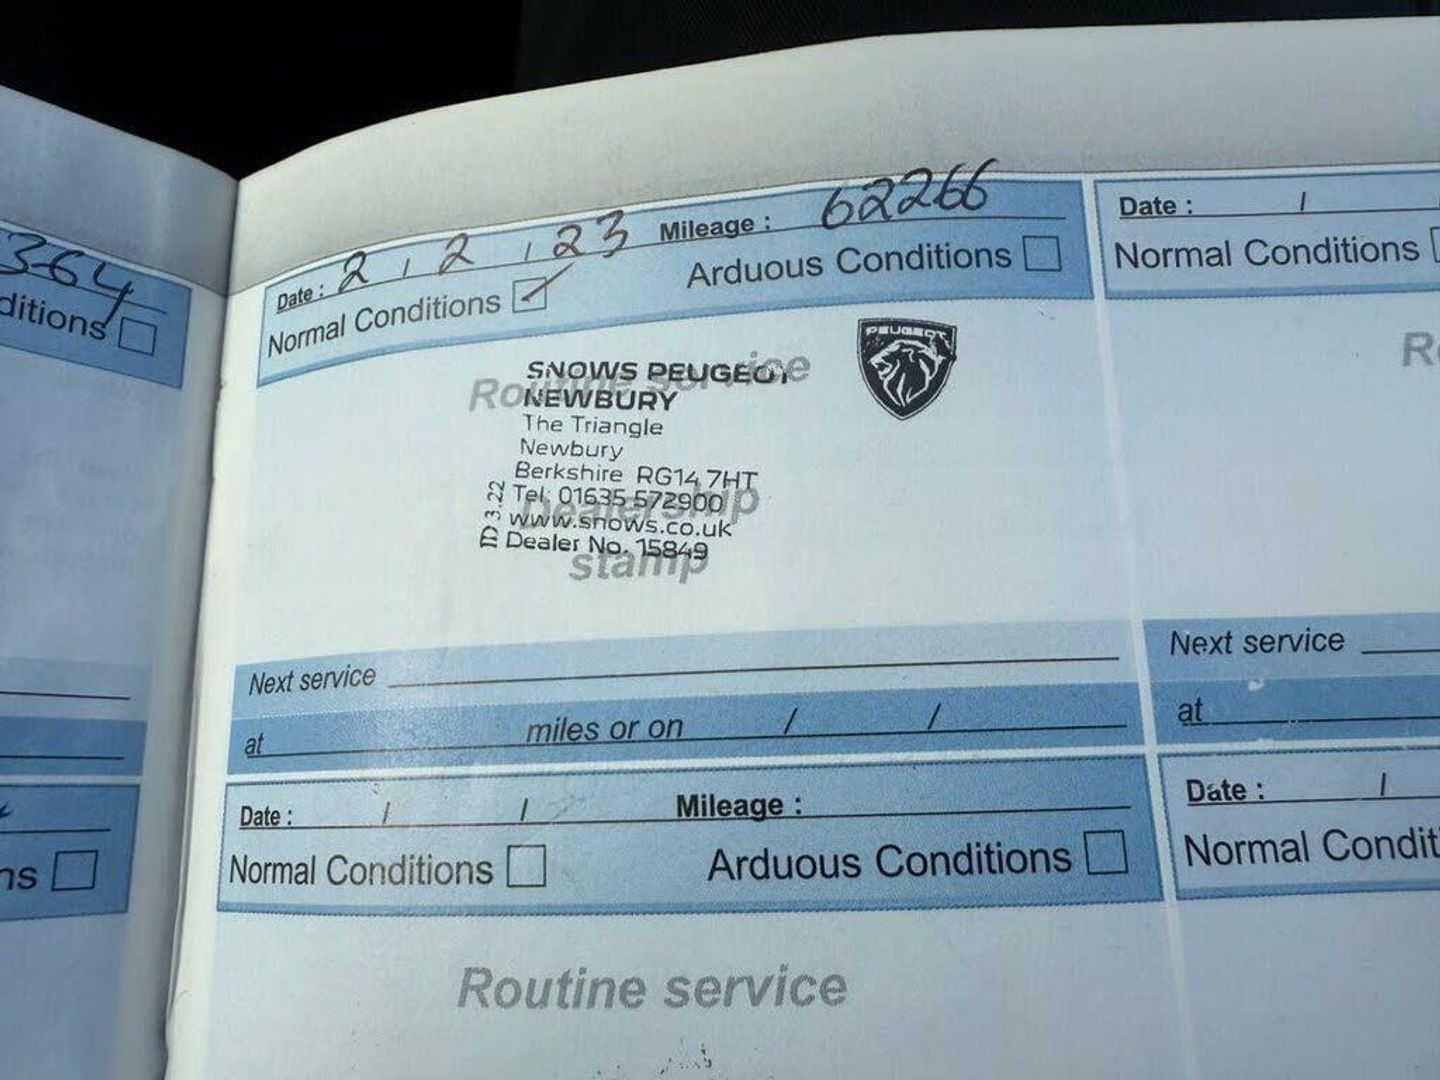 364
ditions
ns
Date : 2 / 2 / 23 Mileage : 62266
Normal Conditions Arduous Conditions
PEUGEOT
Routine service
SNOWS PEUGEOT
NEWBURY
The Triangle
Newbury
Berkshire RG14 7HT
Tel: 01635 572900
www.snows.co.uk
Dealer No. 15849
ID 3.22
Dealership
stamp
Next service
at miles or on / /
Date : / / Mileage :
Normal Conditions Arduous Conditions
Routine service
Date : /
Normal Conditions
R
Next service
at
Date : /
Normal Condit